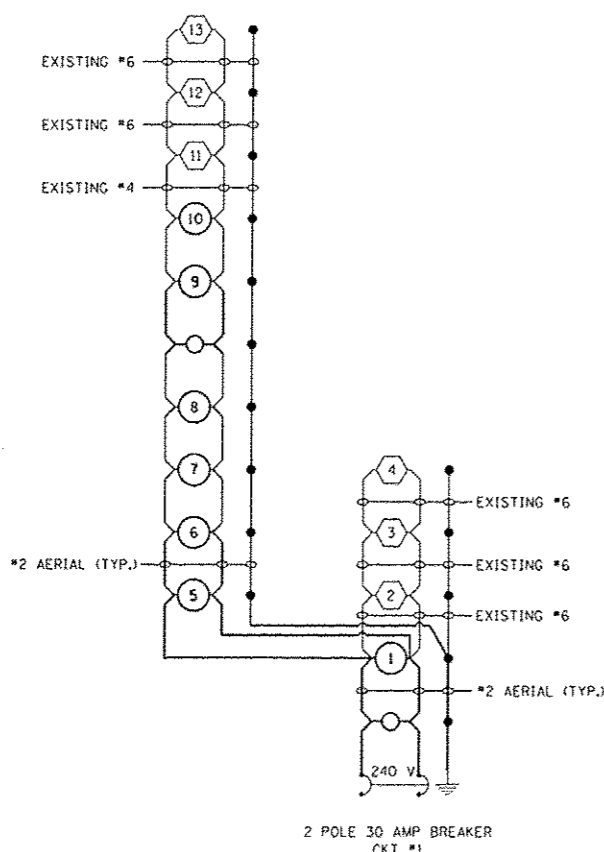 13
EXISTING #6
12
EXISTING #6
11
EXISTING #4
10
9
8
7
6
#2 AERIAL (TYP.)
5
4
EXISTING #6
3
EXISTING #6
2
EXISTING #6
1
#2 AERIAL (TYP.)
240 V.
2 POLE 30 AMP BREAKER
CKT #1